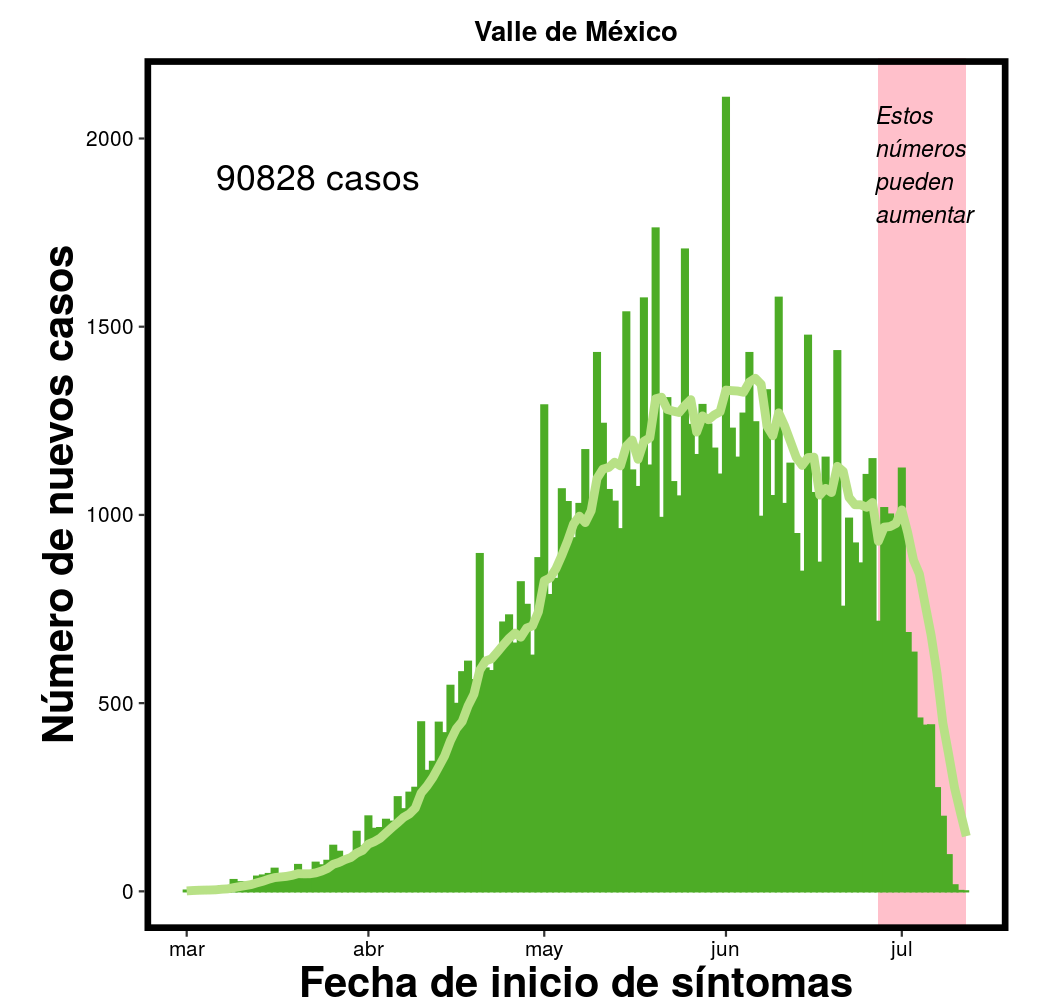 Valle de México
Estos
números
pueden
aumentar
90828 casos
Número de nuevos casos
2000
1500
1000
500
0
mar
abr
may
jun
jul
Fecha de inicio de síntomas